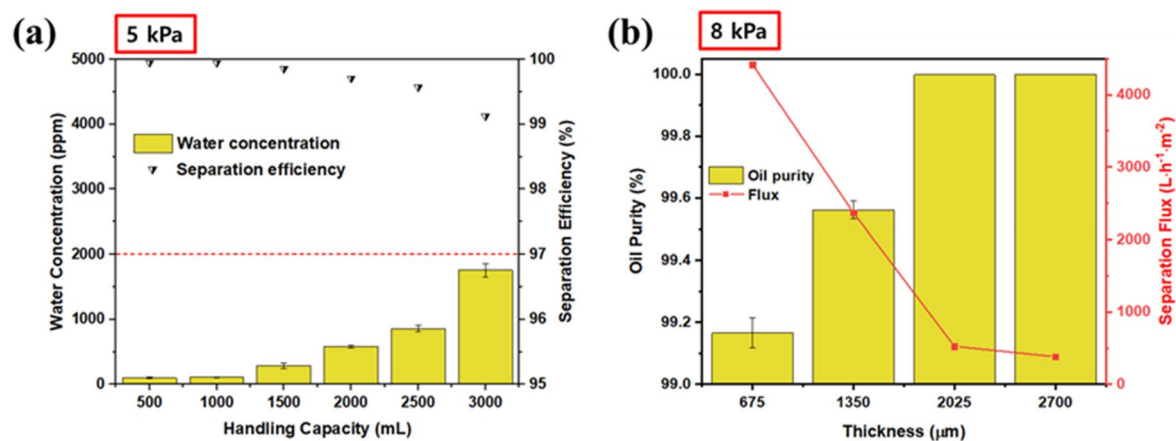 (a)
5 kPa
Water Concentration (ppm)
5000
4000
3000
2000
1000
0
Water concentration
Separation efficiency
100
99
98
97
96
95
Separation Efficiency (%)
500 1000 1500 2000 2500 3000
Handling Capacity (mL)
(b)
8 kPa
Oil Purity (%)
100.0
99.8
99.6
99.4
99.2
99.0
Oil purity
Flux
4000
3000
2000
1000
0
Separation Flux (L·h⁻¹·m⁻²)
675 1350 2025 2700
Thickness (μm)